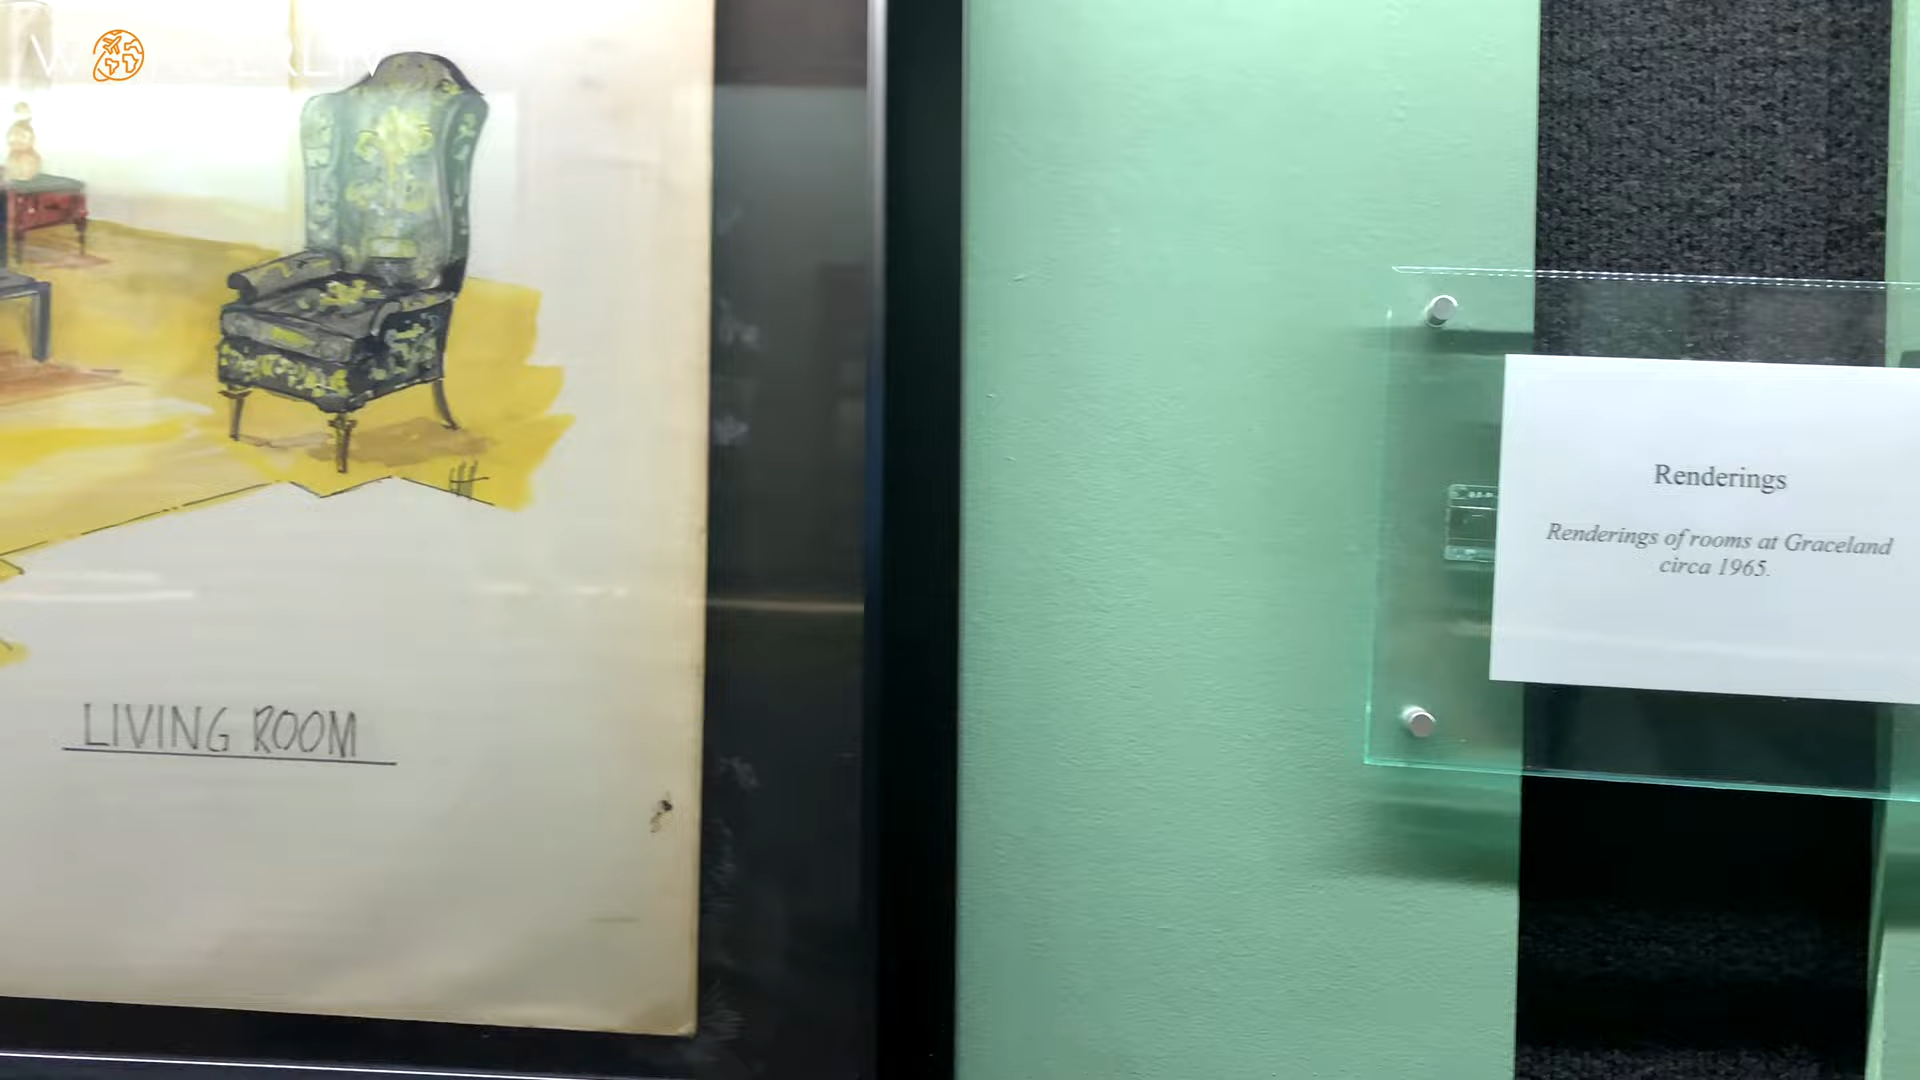 LIVING ROOM
Renderings
Renderings of rooms at Graceland
circa 1965.